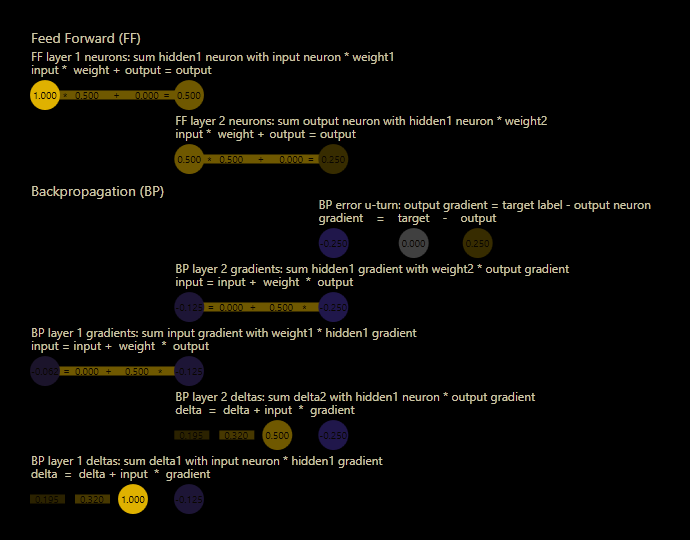 Feed Forward (FF)
FF layer 1 neurons: sum hidden1 neuron with input neuron * weight1
input * weight + output = output
1.000 * 0.500 + 0.000 = 0.500
FF layer 2 neurons: sum output neuron with hidden1 neuron * weight2
input * weight + output = output
0.500 * 0.500 + 0.000 = 0.250
Backpropagation (BP)
BP error u-turn: output gradient = target label - output neuron
gradient = target - output
-0.250 0.000 0.250
BP layer 2 gradients: sum hidden1 gradient with weight2 * output gradient
input = input + weight * output
-0.125 = 0.000 + 0.500 * -0.250
BP layer 1 gradients: sum input gradient with weight1 * hidden1 gradient
input = input + weight * output
-0.062 = 0.000 + 0.500 * -0.125
BP layer 2 deltas: sum delta2 with hidden1 neuron * output gradient
delta = delta + input * gradient
0.195 0.320 0.500 -0.250
BP layer 1 deltas: sum delta1 with input neuron * hidden1 gradient
delta = delta + input * gradient
0.195 0.320 1.000 -0.125